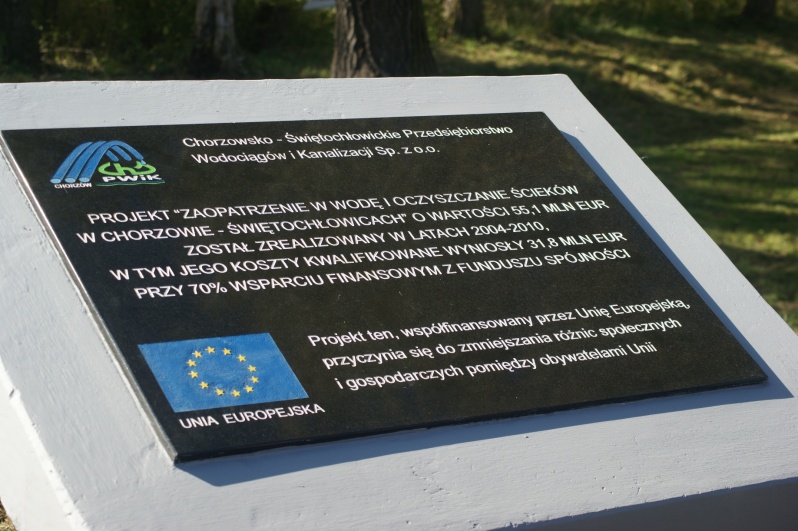 Chorzowsko - Świętochłowickie Przedsiębiorstwo
Wodociągów i Kanalizacji Sp. z o.o.
ChŚ
PWiK
CHORZÓW
PROJEKT "ZAOPATRZENIE W WODĘ I OCZYSZCZANIE ŚCIEKÓW
W CHORZOWIE - ŚWIĘTOCHŁOWICACH" O WARTOŚCI 55,1 MLN EUR
ZOSTAŁ ZREALIZOWANY W LATACH 2004-2010,
W TYM JEGO KOSZTY KWALIFIKOWANE WYNIOSŁY 31,8 MLN EUR
PRZY 70% WSPARCIU FINANSOWYM Z FUNDUSZU SPÓJNOŚCI
Projekt ten, współfinansowany przez Unię Europejską,
przyczynia się do zmniejszania różnic społecznych
i gospodarczych pomiędzy obywatelami Unii
UNIA EUROPEJSKA